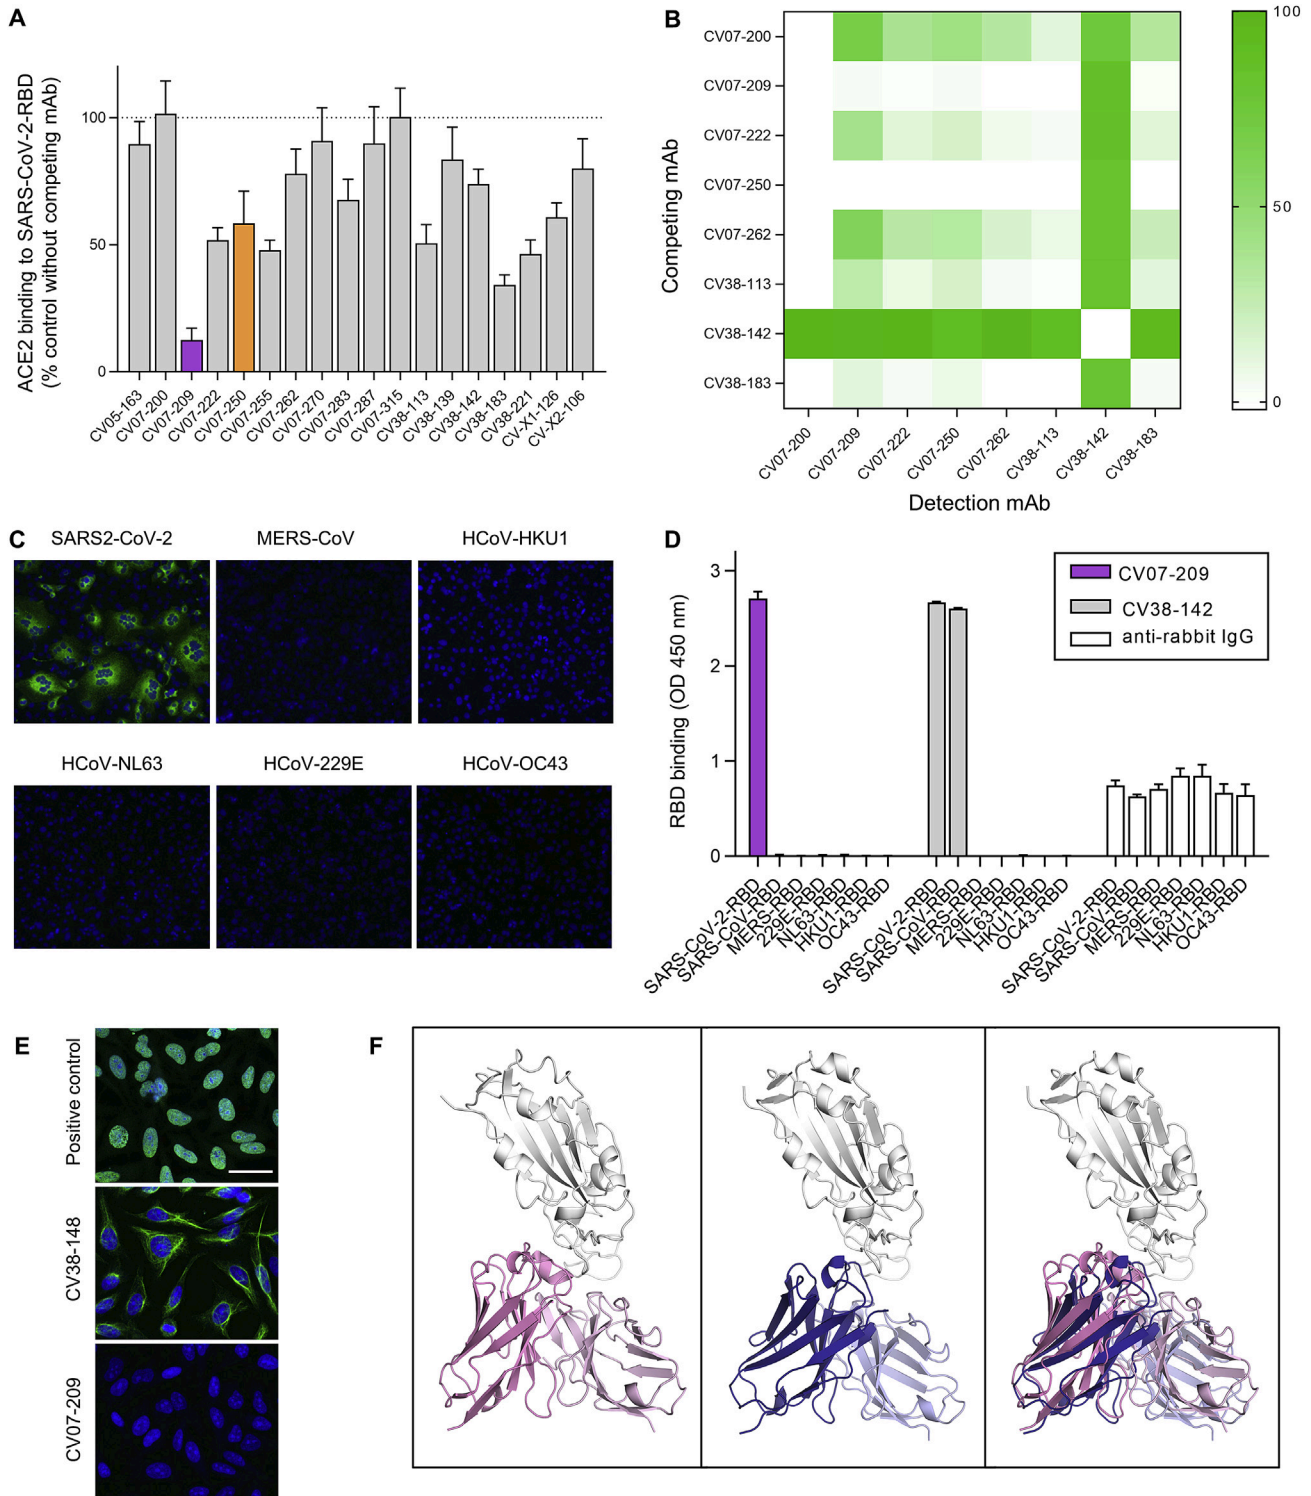 A
ACE2 binding to SARS-CoV-2-RBD
(% control without competing mAb)
100
50
0
CV05-163
CV07-200
CV07-209
CV07-222
CV07-250
CV07-255
CV07-262
CV07-270
CV07-283
CV07-287
CV07-315
CV38-113
CV38-139
CV38-142
CV38-183
CV38-221
CV-X1-126
CV-X2-106
B
Competing mAb
CV07-200
CV07-209
CV07-222
CV07-250
CV07-262
CV38-113
CV38-142
CV38-183
CV07-200
CV07-209
CV07-222
CV07-250
CV07-262
CV38-113
CV38-142
CV38-183
Detection mAb
100
50
0
C
SARS2-CoV-2
MERS-CoV
HCoV-HKU1
HCoV-NL63
HCoV-229E
HCoV-OC43
D
RBD binding (OD 450 nm)
3
2
1
0
CV07-209
CV38-142
anti-rabbit IgG
SARS-CoV-2-RBD
SARS-CoV-RBD
MERS-RBD
229E-RBD
NL63-RBD
HKU1-RBD
OC43-RBD
SARS-CoV-2-RBD
SARS-CoV-RBD
MERS-RBD
229E-RBD
NL63-RBD
HKU1-RBD
OC43-RBD
SARS-CoV-2-RBD
SARS-CoV-RBD
MERS-RBD
229E-RBD
NL63-RBD
HKU1-RBD
OC43-RBD
E
Positive control
CV38-148
CV07-209
F